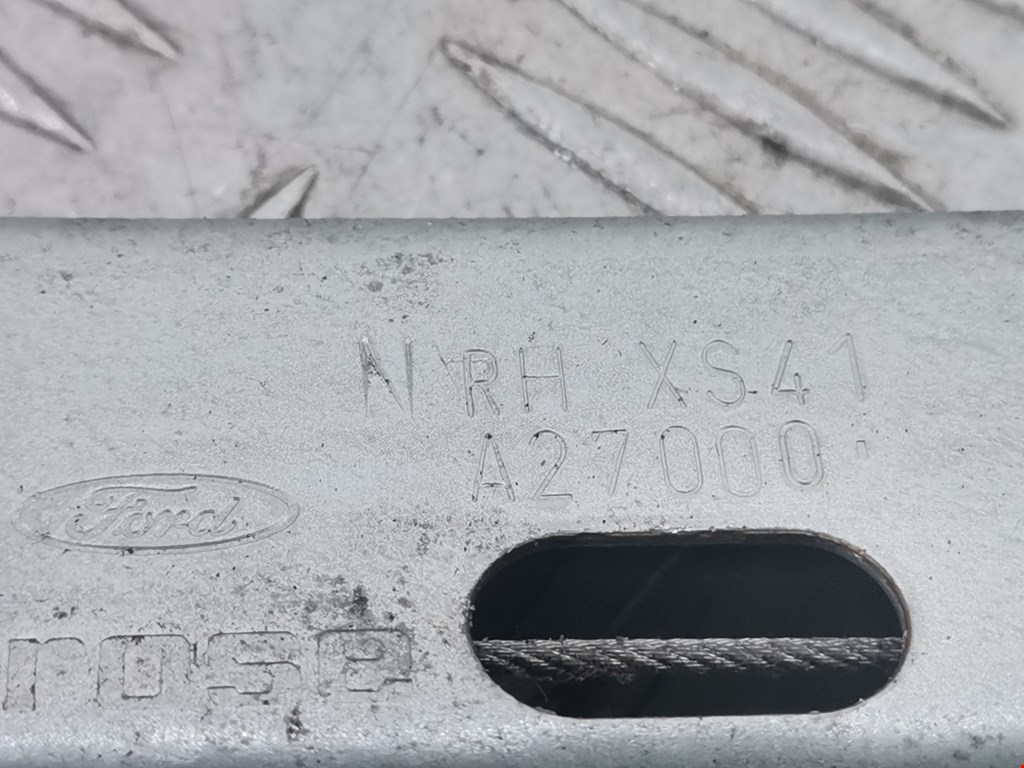 N RH XS41
A27000
Ford
rose